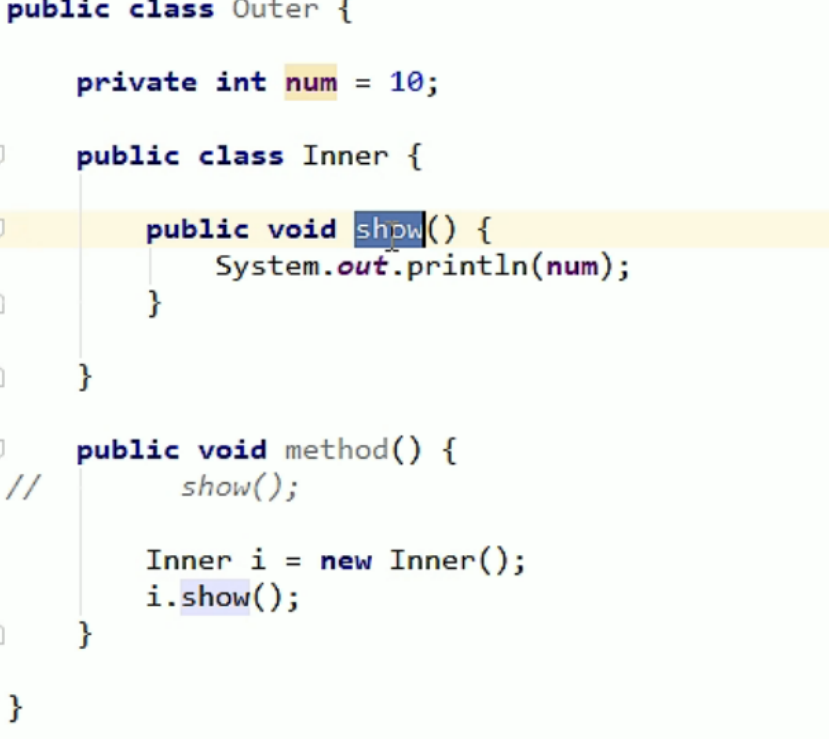 public class Outer {
private int num = 10;
public class Inner {
public void show() {
System.out.println(num);
}
}
public void method() {
// show();
Inner i = new Inner();
i.show();
}
}